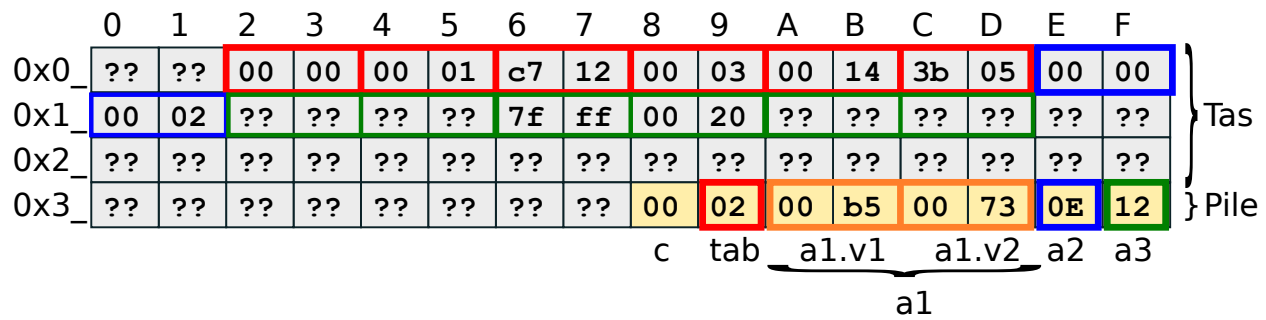 0 1 2 3 4 5 6 7 8 9 A B C D E F
0x0_ ?? ?? 00 00 00 01 c7 12 00 03 00 14 3b 05 00 00
0x1_ 00 02 ?? ?? ?? ?? 7f ff 00 20 ?? ?? ?? ?? ?? ?? Tas
0x2_ ?? ?? ?? ?? ?? ?? ?? ?? ?? ?? ?? ?? ?? ?? ?? ??
0x3_ ?? ?? ?? ?? ?? ?? ?? ?? 00 02 00 b5 00 73 0E 12 Pile
c tab a1.v1 a1.v2 a2 a3
a1